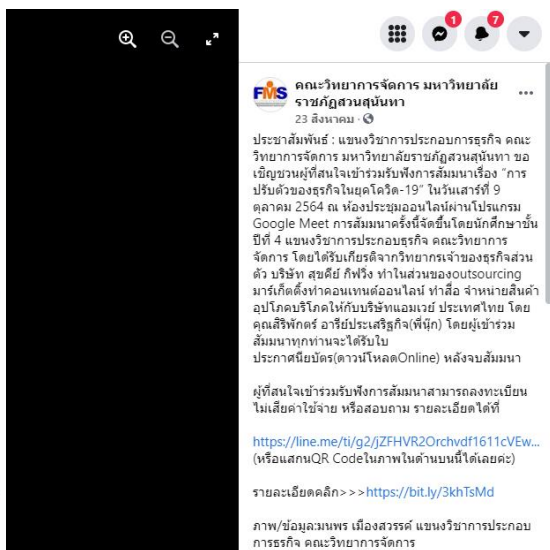 1
7
FMS
คณะวิทยาการจัดการ มหาวิทยาลัย
ราชภัฏสวนสุนันทา
23 สิงหาคม ·
ประชาสัมพันธ์ : แขนงวิชาการประกอบการธุรกิจ คณะ
วิทยาการจัดการ มหาวิทยาลัยราชภัฏสวนสุนันทา ขอ
เชิญชวนผู้ที่สนใจเข้าร่วมรับฟังการสัมมนาเรื่อง “การ
ปรับตัวของธุรกิจในยุคโควิด-19” ในวันเสาร์ที่ 9
ตุลาคม 2564 ณ ห้องประชุมออนไลน์ผ่านโปรแกรม
Google Meet การสัมมนาครั้งนี้จัดขึ้นโดยนักศึกษาชั้น
ปีที่ 4 แขนงวิชาการประกอบธุรกิจ คณะวิทยาการ
จัดการ โดยได้รับเกียรติจากวิทยากรเจ้าของธุรกิจส่วน
ตัว บริษัท สุขคีย์ กิฟวิ่ง ทำในส่วนของoutsourcing
มาร์เก็ตติ้งทำคอนเทนต์ออนไลน์ ทำสื่อ จำหน่ายสินค้า
อุปโภคบริโภคให้กับบริษัทแอมเวย์ ประเทศไทย โดย
คุณสิริพักตร์ อารีย์ประเสริฐกิจ(พี่นุ๊ก) โดยผู้เข้าร่วม
สัมมนาทุกท่านจะได้รับใบ
ประกาศนียบัตร(ดาวน์โหลดOnline) หลังจบสัมมนา
ผู้ที่สนใจเข้าร่วมรับฟังการสัมมนาสามารถลงทะเบียน
ไม่เสียค่าใช้จ่าย หรือสอบถาม รายละเอียดได้ที่
https://line.me/ti/g2/jZFHVR2Orchvdf1611cVEw...
(หรือแสกนQR Codeในภาพในด้านบนนี้ได้เลยค่ะ)
รายละเอียดคลิก>>>https://bit.ly/3khTsMd
ภาพ/ข้อมูล:มนพร เมืองสวรรค์ แขนงวิชาการประกอบ
การธุรกิจ คณะวิทยาการจัดการ